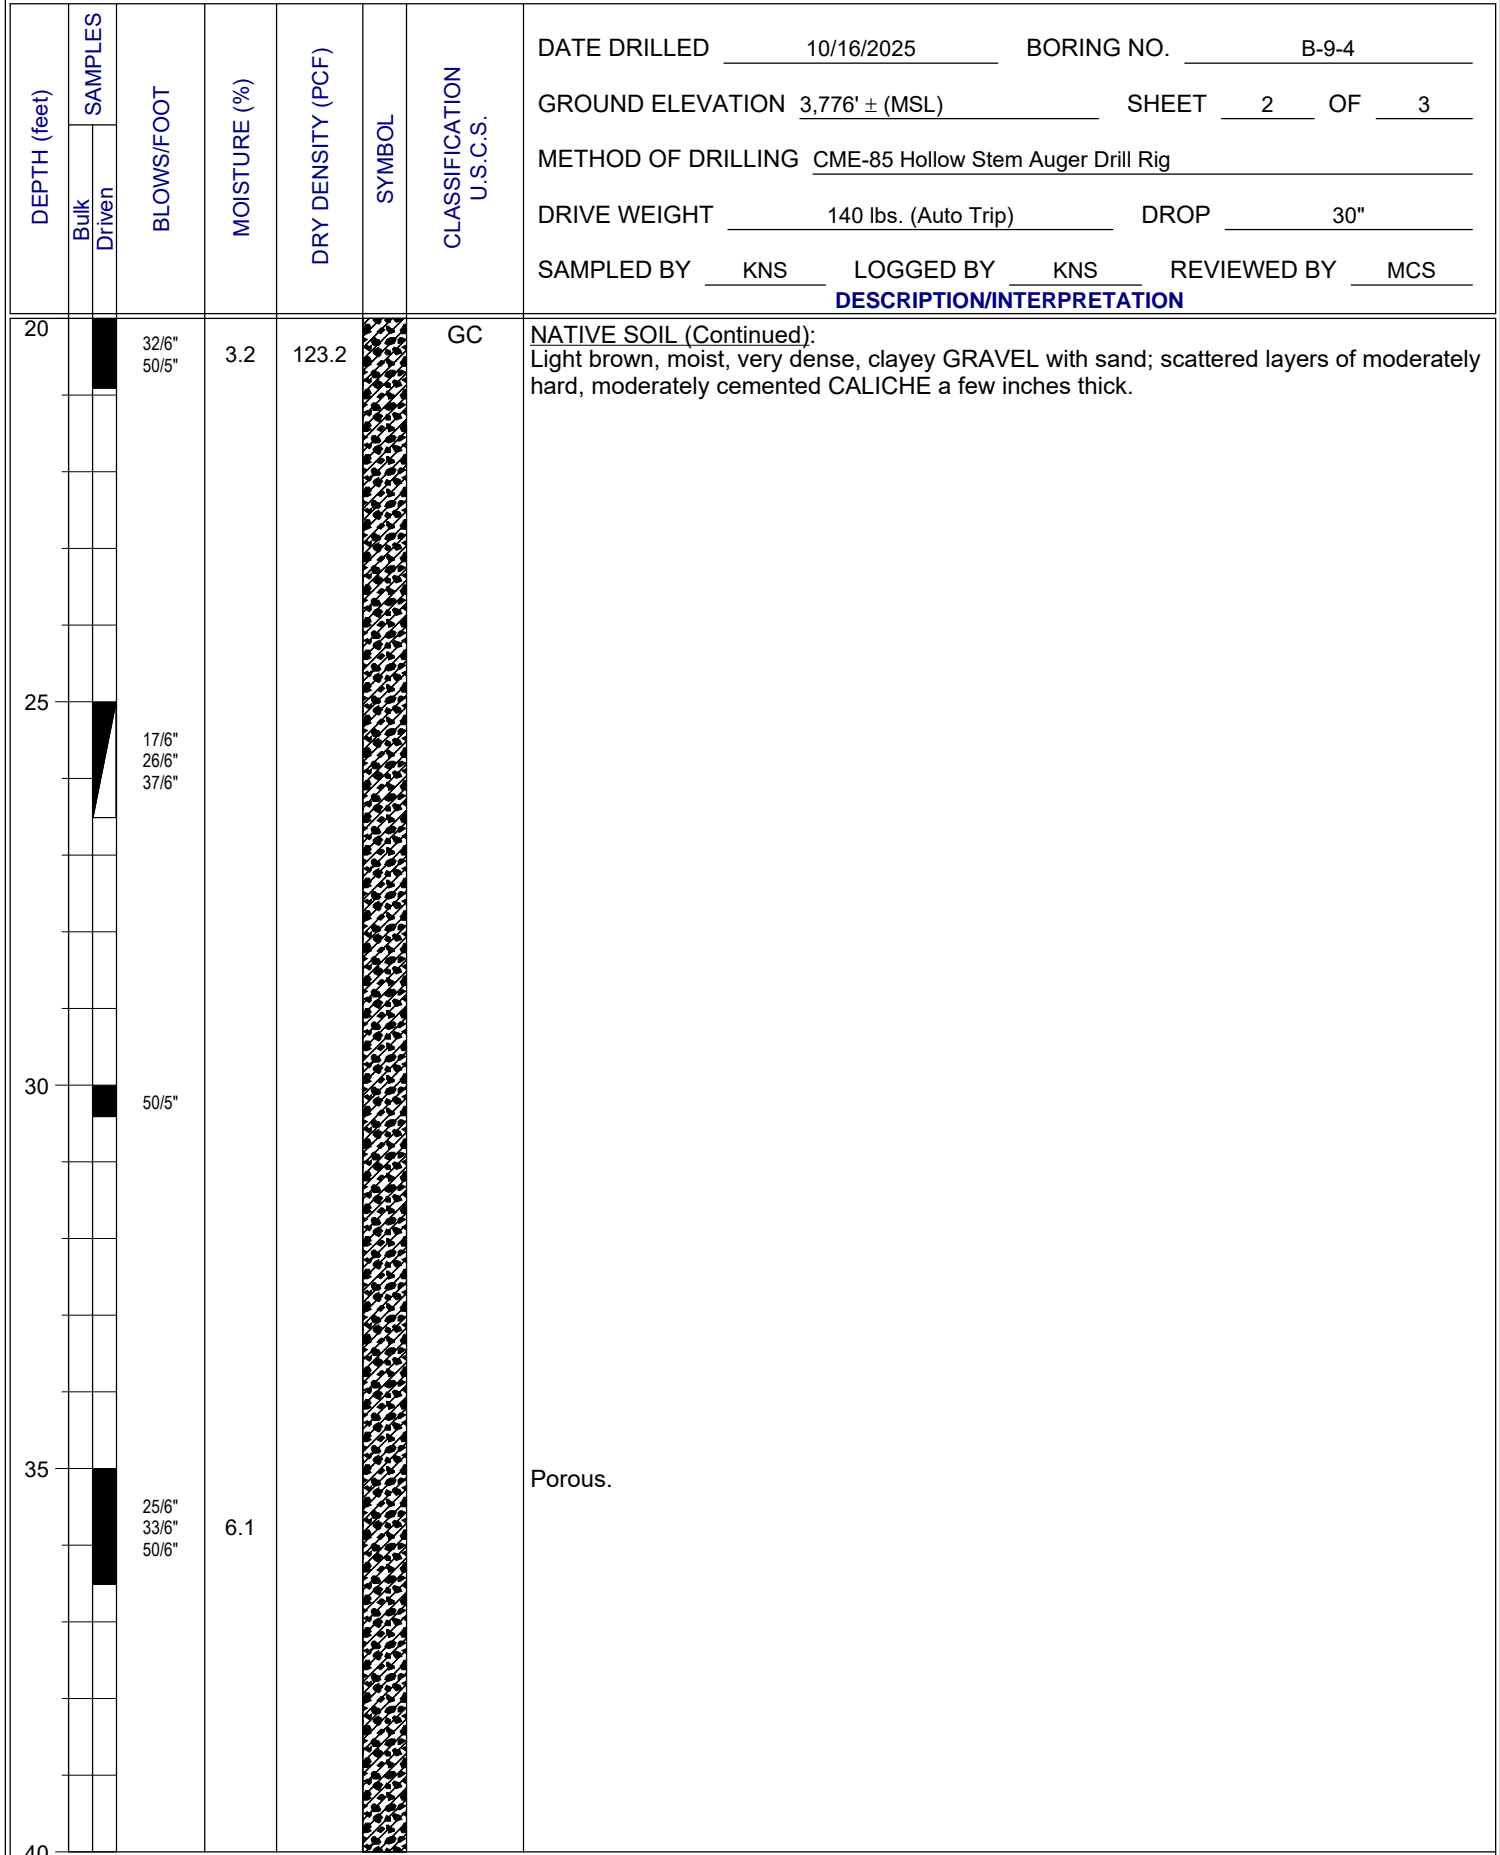 DEPTH (feet)
SAMPLES
Bulk
Driven
BLOWS/FOOT
MOISTURE (%)
DRY DENSITY (PCF)
SYMBOL
CLASSIFICATION
U.S.C.S.
DATE DRILLED 10/16/2025 BORING NO. B-9-4
GROUND ELEVATION 3,776' ± (MSL) SHEET 2 OF 3
METHOD OF DRILLING CME-85 Hollow Stem Auger Drill Rig
DRIVE WEIGHT 140 lbs. (Auto Trip) DROP 30"
SAMPLED BY KNS LOGGED BY KNS REVIEWED BY MCS
DESCRIPTION/INTERPRETATION
20
32/6"
50/5"
3.2
123.2
GC
NATIVE SOIL (Continued):
Light brown, moist, very dense, clayey GRAVEL with sand; scattered layers of moderately
hard, moderately cemented CALICHE a few inches thick.
25
17/6"
26/6"
37/6"
30
50/5"
35
25/6"
33/6"
50/6"
6.1
Porous.
40